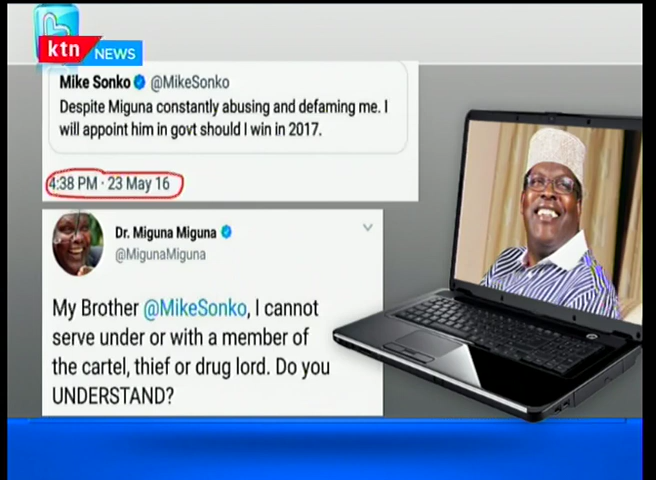 ktn NEWS
Mike Sonko @MikeSonko
Despite Miguna constantly abusing and defaming me. I
will appoint him in govt should I win in 2017.
4:38 PM · 23 May 16
Dr. Miguna Miguna
@MigunaMiguna
My Brother @MikeSonko, I cannot
serve under or with a member of
the cartel, thief or drug lord. Do you
UNDERSTAND?